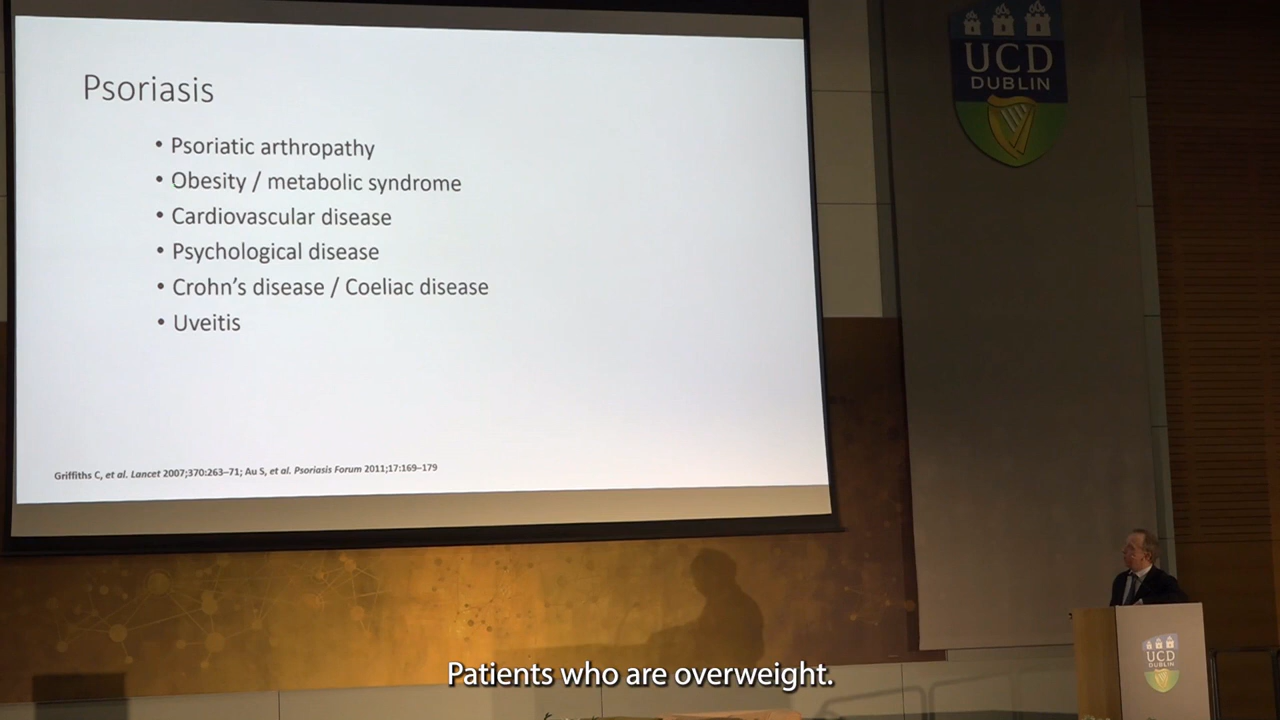 Psoriasis
• Psoriatic arthropathy
• Obesity / metabolic syndrome
• Cardiovascular disease
• Psychological disease
• Crohn's disease / Coeliac disease
• Uveitis
Griffiths C, et al. Lancet 2007;370:263–71; Au S, et al. Psoriasis Forum 2011;17:169–179
UCD
DUBLIN
UCD
DUBLIN
Patients who are overweight.